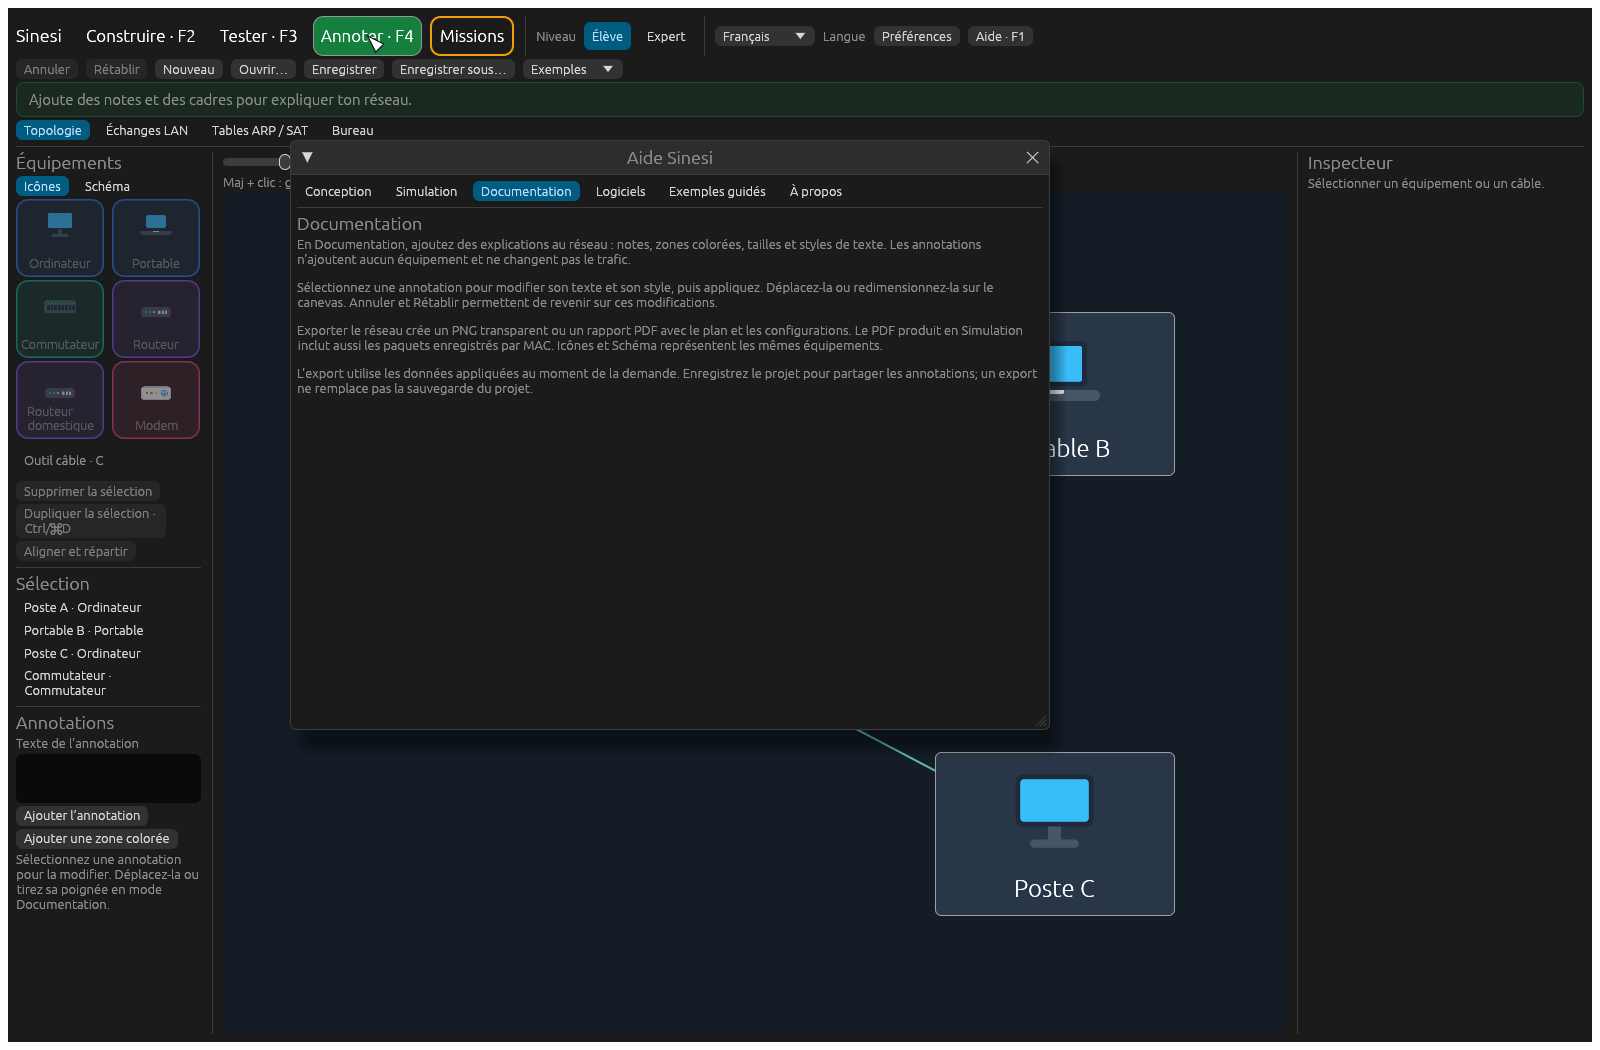 Sinesi Construire · F2 Tester · F3 Annoter · F4 Missions Niveau Élève Expert Français Langue Préférences Aide · F1
Annuler Rétablir Nouveau Ouvrir... Enregistrer Enregistrer sous... Exemples
Ajoute des notes et des cadres pour expliquer ton réseau.
Topologie Échanges LAN Tables ARP / SAT Bureau
Équipements
Icônes Schéma
Ordinateur Portable
Commutateur Routeur
Routeur
domestique Modem
Outil câble · C
Supprimer la sélection
Dupliquer la sélection ·
Ctrl/⌘D
Aligner et répartir
Sélection
Poste A · Ordinateur
Portable B · Portable
Poste C · Ordinateur
Commutateur ·
Commutateur
Annotations
Texte de l’annotation
Ajouter l’annotation
Ajouter une zone colorée
Sélectionnez une annotation
pour la modifier. Déplacez-la ou
tirez sa poignée en mode
Documentation.
Maj + clic :
Aide Sinesi
Conception Simulation Documentation Logiciels Exemples guidés À propos
Documentation
En Documentation, ajoutez des explications au réseau : notes, zones colorées, tailles et styles de texte. Les annotations
n’ajoutent aucun équipement et ne changent pas le trafic.
Sélectionnez une annotation pour modifier son texte et son style, puis appliquez. Déplacez-la ou redimensionnez-la sur le
canevas. Annuler et Rétablir permettent de revenir sur ces modifications.
Exporter le réseau crée un PNG transparent ou un rapport PDF avec le plan et les configurations. Le PDF produit en Simulation
inclut aussi les paquets enregistrés par MAC. Icônes et Schéma représentent les mêmes équipements.
L’export utilise les données appliquées au moment de la demande. Enregistrez le projet pour partager les annotations; un export
ne remplace pas la sauvegarde du projet.
able B
Poste C
Inspecteur
Sélectionner un équipement ou un câble.